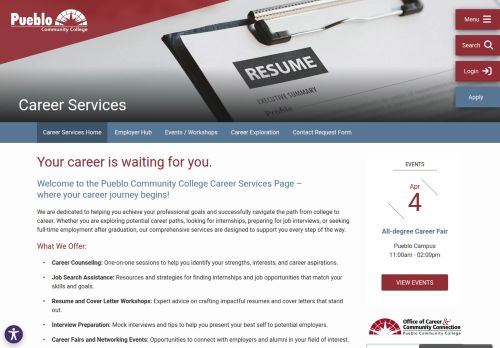 Pueblo
Community College
Menu
Search
Login
Apply
RESUME
EXECUTIVE SUMMARY
Profile
Career Services
Career Services Home
Employer Hub
Events / Workshops
Career Exploration
Contact Request Form
Your career is waiting for you.
Welcome to the Pueblo Community College Career Services Page –
where your career journey begins!
We are dedicated to helping you achieve your professional goals and successfully navigate the path from college to
career. Whether you are exploring potential career paths, looking for internships, preparing for job interviews, or seeking
full-time employment after graduation, our comprehensive services are designed to support you every step of the way.
What We Offer:
• Career Counseling: One-on-one sessions to help you identify your strengths, interests, and career aspirations.
• Job Search Assistance: Resources and strategies for finding internships and job opportunities that match your
skills and goals.
• Resume and Cover Letter Workshops: Expert advice on crafting impactful resumes and cover letters that stand
out.
• Interview Preparation: Mock interviews and tips to help you present your best self to potential employers.
• Career Fairs and Networking Events: Opportunities to connect with employers and alumni in your field of interest.
EVENTS
Apr
4
All-degree Career Fair
Pueblo Campus
11:00am - 02:00pm
VIEW EVENTS
Office of Career &
Community Connection
Pueblo Community College